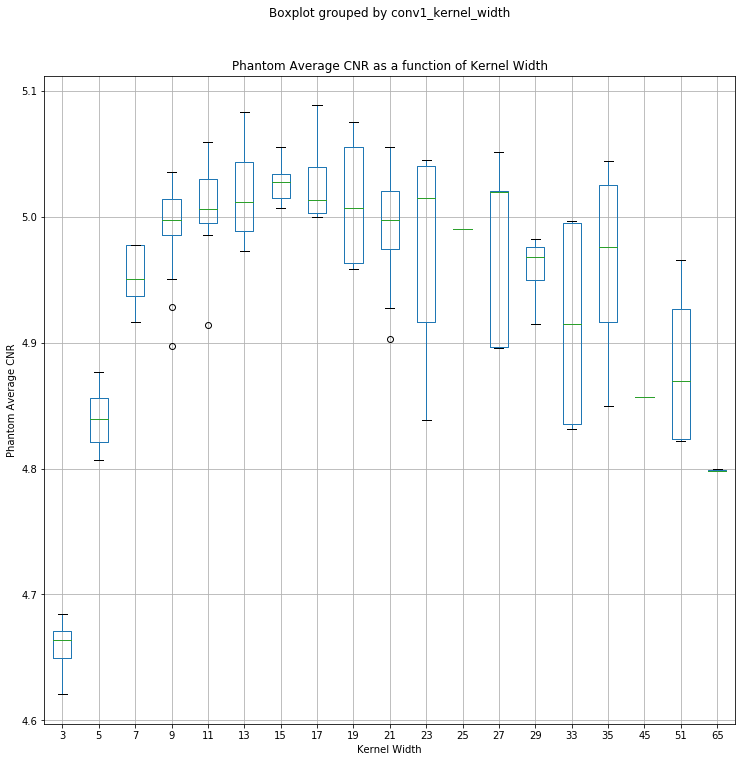 Boxplot grouped by conv1_kernel_width
Phantom Average CNR as a function of Kernel Width
5.1
5.0
4.9
4.8
4.7
4.6
Phantom Average CNR
3 5 7 9 11 13 15 17 19 21 23 25 27 29 33 35 45 51 65
Kernel Width